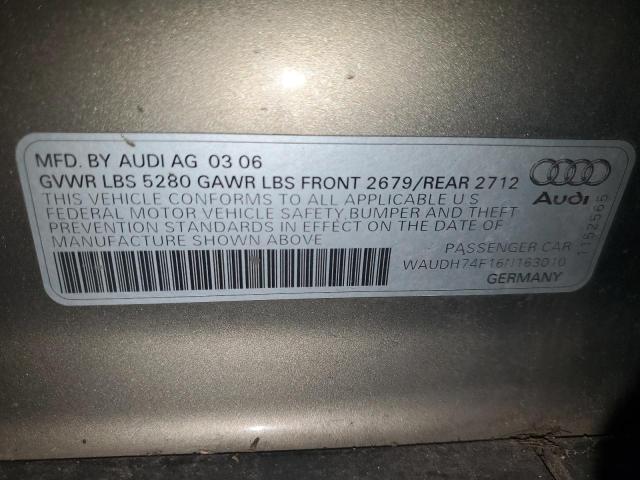 MFD. BY AUDI AG 03 06
GVWR LBS 5280 GAWR LBS FRONT 2679/REAR 2712
THIS VEHICLE CONFORMS TO ALL APPLICABLE U S
FEDERAL MOTOR VEHICLE SAFETY, BUMPER AND THEFT
PREVENTION STANDARDS IN EFFECT ON THE DATE OF
MANUFACTURE SHOWN ABOVE
PASSENGER CAR
WAUDH74F16N163010
GERMANY
Audi
1152565